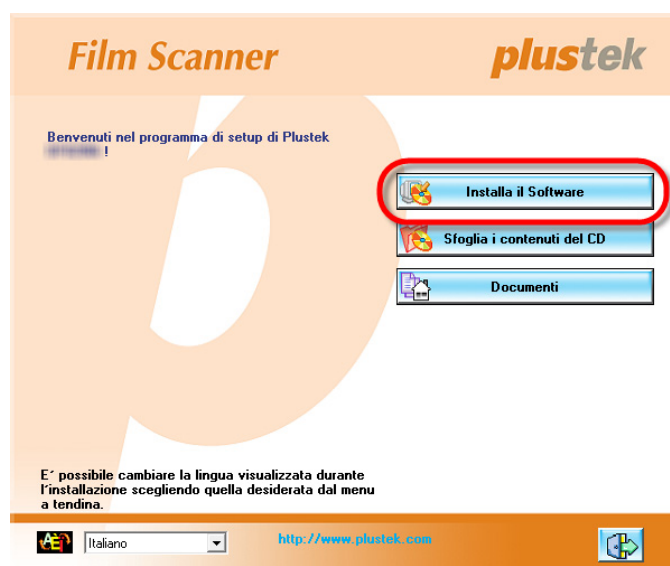 Film Scanner
plustek
Benvenuti nel programma di setup di Plustek
!
Installa il Software
Sfoglia i contenuti del CD
Documenti
E´ possibile cambiare la lingua visualizzata durante
l'installazione scegliendo quella desiderata dal menu
a tendina.
Italiano
http://www.plustek.com